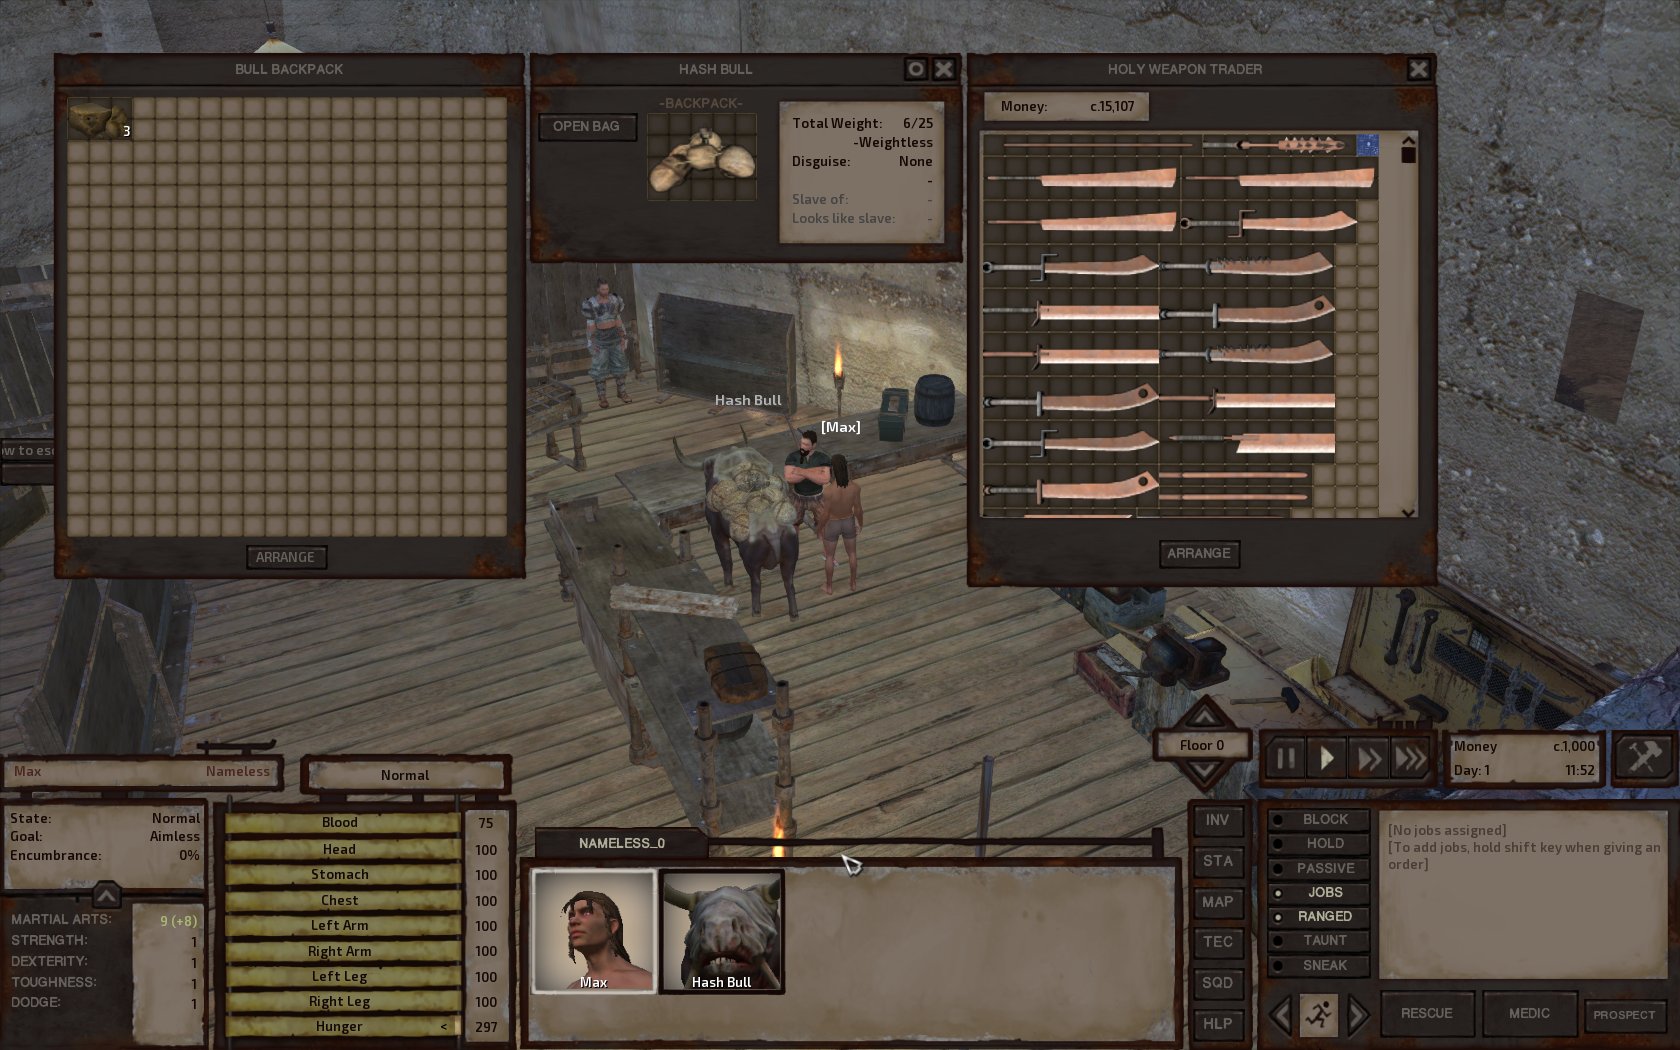 BULL BACKPACK
3
ARRANGE
HASH BULL
-BACKPACK-
OPEN BAG
Total Weight: 6/25
-Weightless
Disguise: None
-
Slave of: -
Looks like slave: -
HOLY WEAPON TRADER
Money: c.15,107
ARRANGE
Hash Bull
[Max]
ow to esc
Max Nameless
Normal
State: Normal
Goal: Aimless
Encumbrance: 0%
MARTIAL ARTS: 9 (+8)
STRENGTH: 1
DEXTERITY: 1
TOUGHNESS: 1
DODGE: 1
Blood 75
Head 100
Stomach 100
Chest 100
Left Arm 100
Right Arm 100
Left Leg 100
Right Leg 100
Hunger < 297
NAMELESS_0
Max
Hash Bull
Floor 0
Money c.1,000
Day: 1 11:52
INV
STA
MAP
TEC
SQD
HLP
BLOCK
HOLD
PASSIVE
JOBS
RANGED
TAUNT
SNEAK
[No jobs assigned]
[To add jobs, hold shift key when giving an
order]
RESCUE
MEDIC
PROSPECT